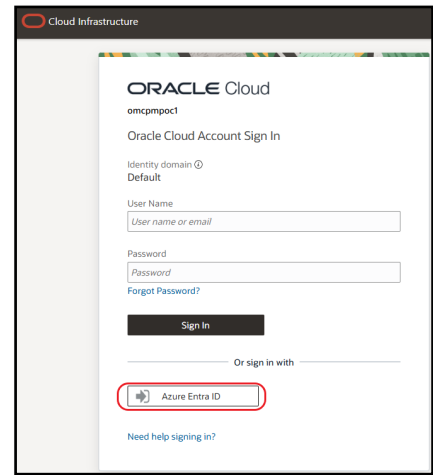 Cloud Infrastructure
ORACLE Cloud
omcpmpoc1
Oracle Cloud Account Sign In
Identity domain
Default
User Name
User name or email
Password
Password
Forgot Password?
Sign In
Or sign in with
Azure Entra ID
Need help signing in?